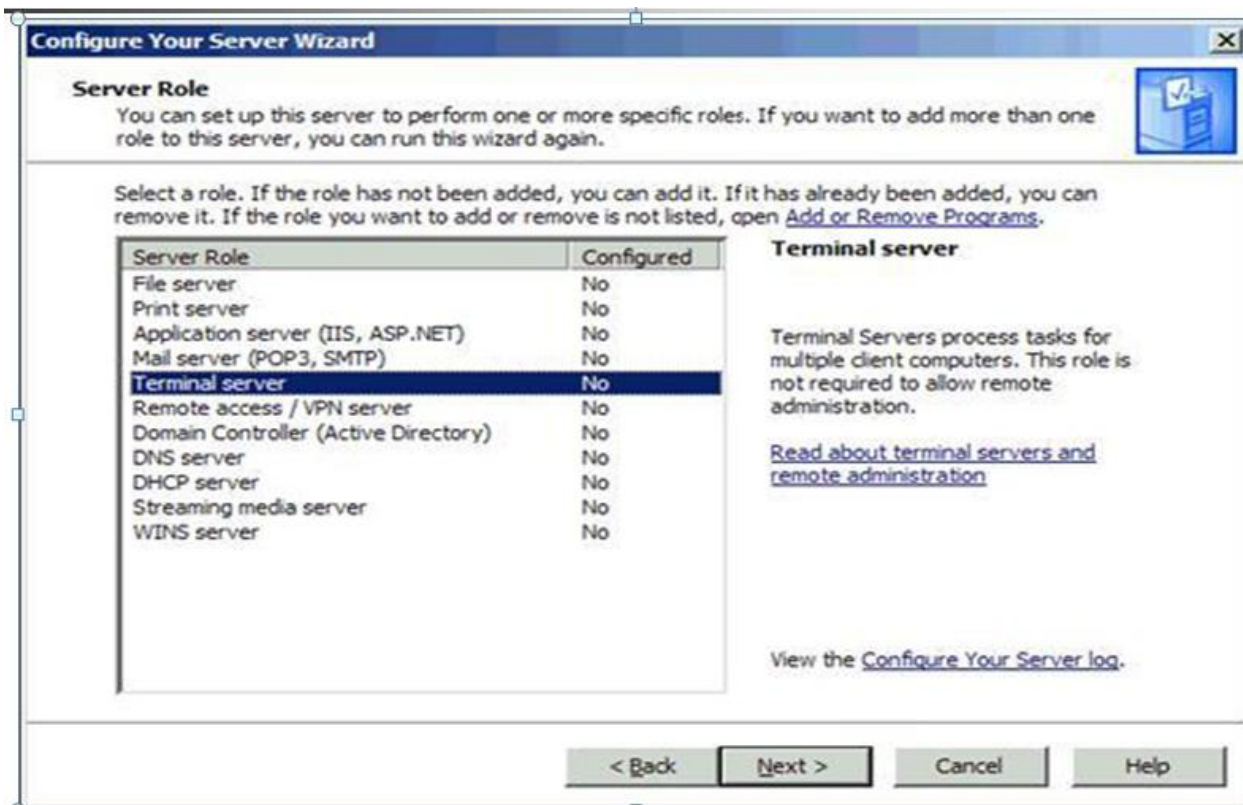 Configure Your Server Wizard
Server Role
You can set up this server to perform one or more specific roles. If you want to add more than one
role to this server, you can run this wizard again.
Select a role. If the role has not been added, you can add it. If it has already been added, you can
remove it. If the role you want to add or remove is not listed, open Add or Remove Programs.
Server Role Configured
File server No
Print server No
Application server (IIS, ASP.NET) No
Mail server (POP3, SMTP) No
Terminal server No
Remote access / VPN server No
Domain Controller (Active Directory) No
DNS server No
DHCP server No
Streaming media server No
WINS server No
Terminal server
Terminal Servers process tasks for
multiple client computers. This role is
not required to allow remote
administration.
Read about terminal servers and
remote administration
View the Configure Your Server log.
< Back Next > Cancel Help